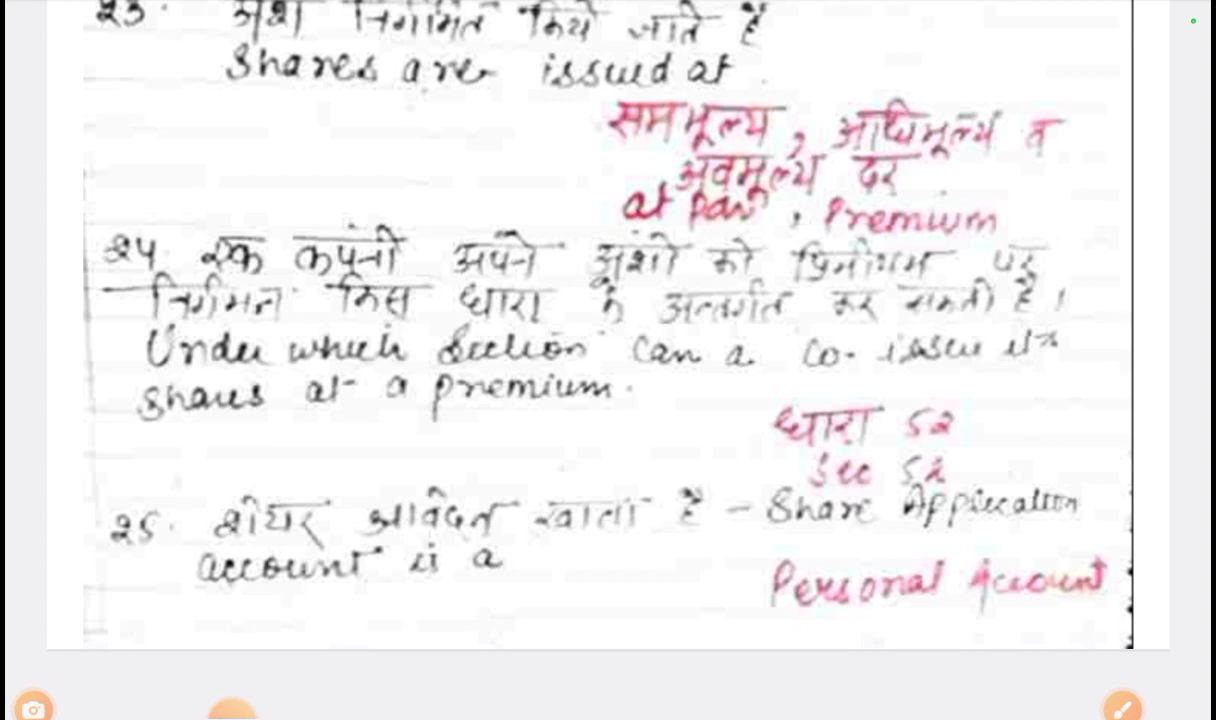 23. अंश निर्गमित किये जाते हैं
Shares are issued at
सममूल्य, अधिमूल्य व
अवमूल्य दर
at par, Premium
24. एक कंपनी अपने अंशों को प्रिमीयम पर
निर्गमन किस धारा के अन्तर्गत कर सकती है।
Under which Section can a co. issue its
shares at a premium.
धारा 52
Sec 52
25. शेयर आवेदन खाता है - Share Application
account is a
Personal Account